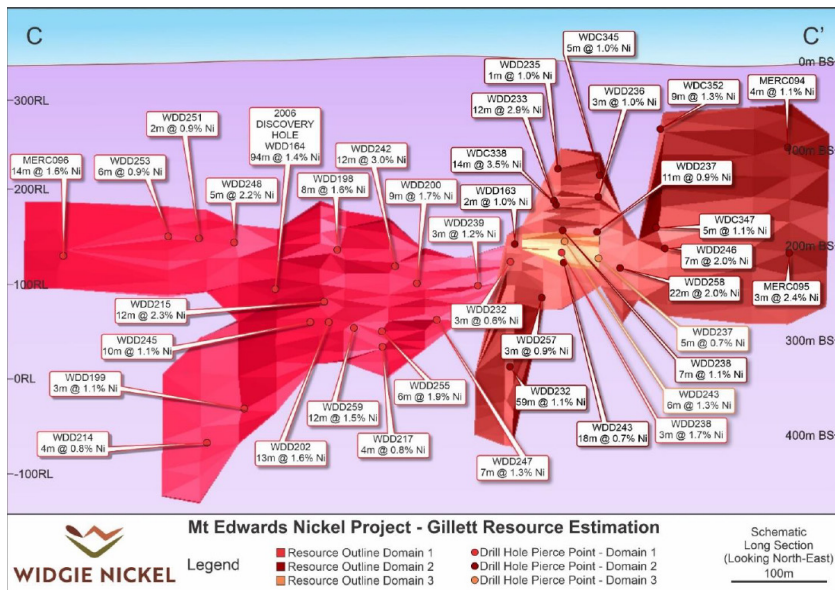 C
C'
WDC345
5m @ 1.0% Ni
WDD235
1m @ 1.0% Ni
0m BS
WDC352
9m @ 1.3% Ni
MERC094
4m @ 1.1% Ni
WDD236
3m @ 1.0% Ni
WDD233
12m @ 2.9% Ni
300RL
2006
DISCOVERY
HOLE
WDD164
94m @ 1.4% Ni
WDD251
2m @ 0.9% Ni
WDD242
12m @ 3.0% Ni
WDC338
14m @ 3.5% Ni
MERC096
14m @ 1.6% Ni
WDD253
6m @ 0.9% Ni
WDD237
11m @ 0.9% Ni
200RL
WDD248
5m @ 2.2% Ni
WDD198
8m @ 1.6% Ni
WDD200
9m @ 1.7% Ni
WDD163
2m @ 1.0% Ni
WDD239
3m @ 1.2% Ni
WDC347
5m @ 1.1% Ni
200m BS
WDD246
7m @ 2.0% Ni
WDD258
22m @ 2.0% Ni
MERC095
3m @ 2.4% Ni
100RL
WDD215
12m @ 2.3% Ni
WDD232
3m @ 0.6% Ni
WDD237
5m @ 0.7% Ni
300m BS
WDD245
10m @ 1.1% Ni
WDD257
3m @ 0.9% Ni
WDD238
7m @ 1.1% Ni
0RL
WDD199
3m @ 1.1% Ni
WDD255
6m @ 1.9% Ni
WDD232
59m @ 1.1% Ni
WDD243
6m @ 1.3% Ni
WDD259
12m @ 1.5% Ni
WDD214
4m @ 0.8% Ni
WDD202
13m @ 1.6% Ni
WDD217
4m @ 0.8% Ni
WDD243
18m @ 0.7% Ni
WDD238
3m @ 1.7% Ni
400m BS
WDD247
7m @ 1.3% Ni
-100RL
Mt Edwards Nickel Project - Gillett Resource Estimation
WIDGIE NICKEL
Legend
Resource Outline Domain 1
Resource Outline Domain 2
Resource Outline Domain 3
Drill Hole Pierce Point - Domain 1
Drill Hole Pierce Point - Domain 2
Drill Hole Pierce Point - Domain 3
Schematic
Long Section
(Looking North-East)
100m